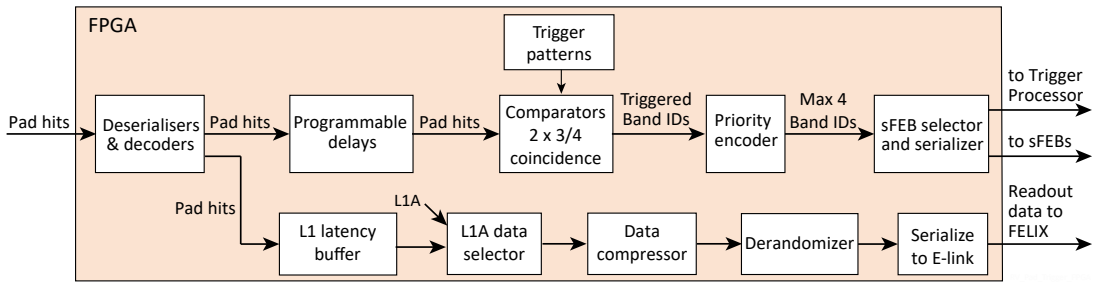 FPGA
Trigger
patterns
to Trigger
Processor
Pad hits
Deserialisers
& decoders
Pad hits
Programmable
delays
Pad hits
Comparators
2 x 3/4
coincidence
Triggered
Band IDs
Priority
encoder
Max 4
Band IDs
sFEB selector
and serializer
to sFEBs
Pad hits
L1 latency
buffer
L1A
L1A data
selector
Data
compressor
Derandomizer
Serialize
to E-link
Readout
data to
FELIX